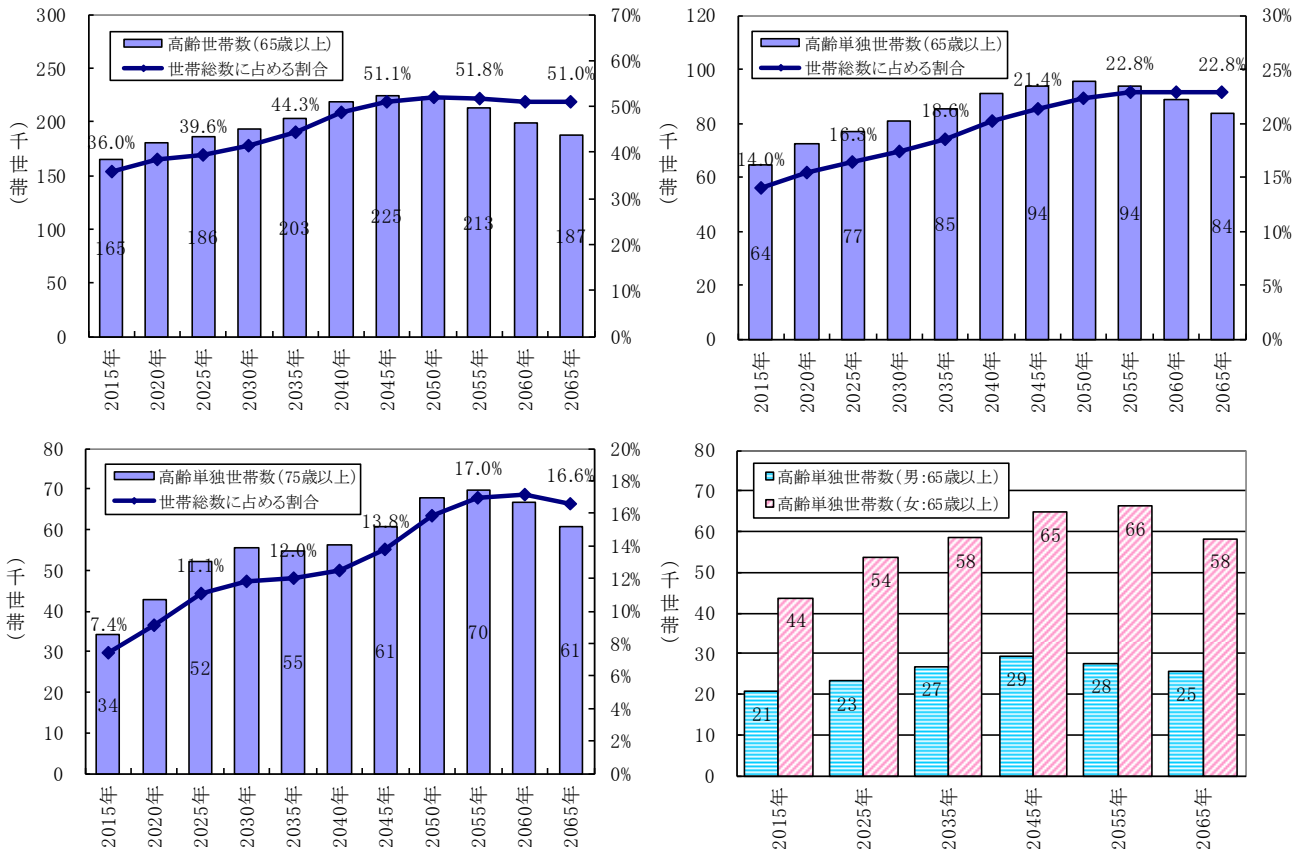 高齢世帯数(65歳以上)
世帯総数に占める割合
300
250
200
150
100
50
0
(千世帯)
70%
60%
50%
40%
30%
20%
10%
0%
36.0%
39.6%
44.3%
51.1%
51.8%
51.0%
165
186
203
225
213
187
2015年
2020年
2025年
2030年
2035年
2040年
2045年
2050年
2055年
2060年
2065年
高齢単独世帯数(65歳以上)
世帯総数に占める割合
120
100
80
60
40
20
0
(千世帯)
30%
25%
20%
15%
10%
5%
0%
14.0%
16.3%
18.6%
21.4%
22.8%
22.8%
64
77
85
94
94
84
2015年
2020年
2025年
2030年
2035年
2040年
2045年
2050年
2055年
2060年
2065年
高齢単独世帯数(75歳以上)
世帯総数に占める割合
80
70
60
50
40
30
20
10
0
(千世帯)
20%
18%
16%
14%
12%
10%
8%
6%
4%
2%
0%
7.4%
11.1%
12.0%
13.8%
17.0%
16.6%
34
52
55
61
70
61
2015年
2020年
2025年
2030年
2035年
2040年
2045年
2050年
2055年
2060年
2065年
高齢単独世帯数(男:65歳以上)
高齢単独世帯数(女:65歳以上)
80
70
60
50
40
30
20
10
0
(千世帯)
21
44
23
54
27
58
29
65
28
66
25
58
2015年
2025年
2035年
2045年
2055年
2065年